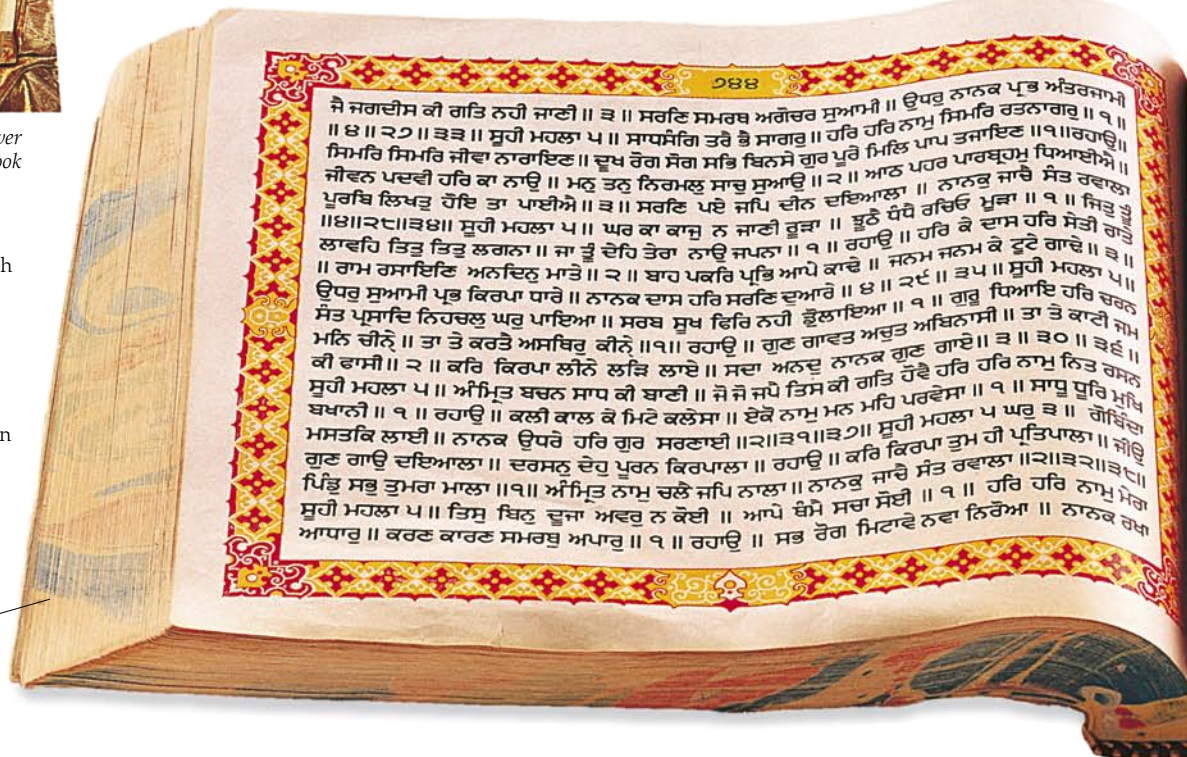 ver
ook
h
n
੭੪੪
ਜੈ ਜਗਦੀਸ ਕੀ ਗਤਿ ਨਹੀ ਜਾਣੀ ॥ ੩ ॥ ਸਰਣਿ ਸਮਰਥ ਅਗੋਚਰ ਸੁਆਮੀ ॥ ਉਧਰੁ ਨਾਨਕ ਪ੍ਰਭ ਅੰਤਰਜਾਮੀ
॥ ੪ ॥ ੨੭ ॥ ੩੩ ॥ ਸੂਹੀ ਮਹਲਾ ੫ ॥ ਸਾਧਸੰਗਿ ਤਰੈ ਭੈ ਸਾਗਰੁ ॥ ਹਰਿ ਹਰਿ ਨਾਮੁ ਸਿਮਰਿ ਰਤਨਾਗਰੁ ॥ ੧ ॥
ਸਿਮਰਿ ਸਿਮਰਿ ਜੀਵਾ ਨਾਰਾਇਣ ॥ ਦੂਖ ਰੋਗ ਸੋਗ ਸਭਿ ਬਿਨਸੇ ਗੁਰ ਪੂਰੇ ਮਿਲਿ ਪਾਪ ਤਜਾਇਣ ॥੧॥ਰਹਾਉ॥
ਜੀਵਨ ਪਦਵੀ ਹਰਿ ਕਾ ਨਾਉ ॥ ਮਨੁ ਤਨੁ ਨਿਰਮਲੁ ਸਾਚੁ ਸੁਆਉ ॥ ੨ ॥ ਆਠ ਪਹਰ ਪਾਰਬ੍ਰਹਮੁ ਧਿਆਈਐ ॥
ਪੂਰਬਿ ਲਿਖਤੁ ਹੋਇ ਤਾ ਪਾਈਐ ॥ ੩ ॥ ਸਰਣਿ ਪਏ ਜਪਿ ਦੀਨ ਦਇਆਲਾ ॥ ਨਾਨਕੁ ਜਾਚੈ ਸੰਤ ਰਵਾਲਾ
॥੪॥੨੮॥੩੪॥ ਸੂਹੀ ਮਹਲਾ ੫ ॥ ਘਰ ਕਾ ਕਾਜੁ ਨ ਜਾਣੀ ਰੂੜਾ ॥ ਝੂਠੈ ਧੰਧੈ ਰਚਿਓ ਮੂੜਾ ॥ ੧ ॥ ਜਿਤੁ ਤੂੰ
ਲਾਵਹਿ ਤਿਤੁ ਤਿਤੁ ਲਗਨਾ ॥ ਜਾ ਤੂੰ ਦੇਹਿ ਤੇਰਾ ਨਾਉ ਜਪਨਾ ॥ ੧ ॥ ਰਹਾਉ ॥ ਹਰਿ ਕੇ ਦਾਸ ਹਰਿ ਸੇਤੀ ਰਾਤੇ
॥ ਰਾਮ ਰਸਾਇਣਿ ਅਨਦਿਨੁ ਮਾਤੇ ॥ ੨ ॥ ਬਾਹ ਪਕਰਿ ਪ੍ਰਭਿ ਆਪੇ ਕਾਢੇ ॥ ਜਨਮ ਜਨਮ ਕੇ ਟੂਟੇ ਗਾਢੇ ॥ ੩ ॥
ਉਧਰੁ ਸੁਆਮੀ ਪ੍ਰਭ ਕਿਰਪਾ ਧਾਰੇ ॥ ਨਾਨਕ ਦਾਸ ਹਰਿ ਸਰਣਿ ਦੁਆਰੇ ॥ ੪ ॥ ੨੯ ॥ ੩੫ ॥ ਸੂਹੀ ਮਹਲਾ ੫ ॥
ਸੰਤ ਪ੍ਰਸਾਦਿ ਨਿਹਚਲੁ ਘਰੁ ਪਾਇਆ ॥ ਸਰਬ ਸੂਖ ਫਿਰਿ ਨਹੀ ਡੋੁਲਾਇਆ ॥ ੧ ॥ ਗੁਰੂ ਧਿਆਇ ਹਰਿ ਚਰਨ
ਮਨਿ ਚੀਨੇ੍ ॥ ਤਾ ਤੇ ਕਰਤੈ ਅਸਥਿਰੁ ਕੀਨੇ੍ ॥੧॥ ਰਹਾਉ ॥ ਗੁਣ ਗਾਵਤ ਅਚੁਤ ਅਬਿਨਾਸੀ ॥ ਤਾ ਤੇ ਕਾਟੀ ਜਮ
ਕੀ ਫਾਸੀ ॥ ੨ ॥ ਕਰਿ ਕਿਰਪਾ ਲੀਨੇ ਲੜਿ ਲਾਏ ॥ ਸਦਾ ਅਨਦੁ ਨਾਨਕ ਗੁਣ ਗਾਏ ॥ ੩ ॥ ੩੦ ॥ ੩੬ ॥
ਸੂਹੀ ਮਹਲਾ ੫ ॥ ਅੰਮ੍ਰਿਤ ਬਚਨ ਸਾਧ ਕੀ ਬਾਣੀ ॥ ਜੋ ਜੋ ਜਪੈ ਤਿਸ ਕੀ ਗਤਿ ਹੋਵੈ ਹਰਿ ਹਰਿ ਨਾਮੁ ਨਿਤ ਰਸਨ
ਬਖਾਨੀ ॥ ੧ ॥ ਰਹਾਉ ॥ ਕਲੀ ਕਾਲ ਕੇ ਮਿਟੇ ਕਲੇਸਾ ॥ ਏਕੋ ਨਾਮੁ ਮਨ ਮਹਿ ਪਰਵੇਸਾ ॥ ੧ ॥ ਸਾਧੂ ਧੂਰਿ ਮੁਖਿ
ਮਸਤਕਿ ਲਾਈ ॥ ਨਾਨਕ ਉਧਰੇ ਹਰਿ ਗੁਰ ਸਰਣਾਈ ॥੨॥੩੧॥੩੭॥ ਸੂਹੀ ਮਹਲਾ ੫ ਘਰੁ ੩ ॥ ਗੋਬਿੰਦਾ
ਗੁਣ ਗਾਉ ਦਇਆਲਾ ॥ ਦਰਸਨੁ ਦੇਹੁ ਪੂਰਨ ਕਿਰਪਾਲਾ ॥ ਰਹਾਉ ॥ ਕਰਿ ਕਿਰਪਾ ਤੁਮ ਹੀ ਪ੍ਰਤਿਪਾਲਾ ॥ ਜੀਉ
ਪਿੰਡੁ ਸਭੁ ਤੁਮਰਾ ਮਾਲਾ ॥੧॥ ਅੰਮ੍ਰਿਤ ਨਾਮੁ ਚਲੈ ਜਪਿ ਨਾਲਾ ॥ ਨਾਨਕੁ ਜਾਚੈ ਸੰਤ ਰਵਾਲਾ ॥੨॥੩੨॥੩੮॥
ਸੂਹੀ ਮਹਲਾ ੫ ॥ ਤਿਸੁ ਬਿਨੁ ਦੂਜਾ ਅਵਰੁ ਨ ਕੋਈ ॥ ਆਪੇ ਥੰਮੈ ਸਚਾ ਸੋਈ ॥ ੧ ॥ ਹਰਿ ਹਰਿ ਨਾਮੁ ਮੇਰਾ
ਆਧਾਰੁ ॥ ਕਰਣ ਕਾਰਣ ਸਮਰਥੁ ਅਪਾਰੁ ॥ ੧ ॥ ਰਹਾਉ ॥ ਸਭ ਰੋਗ ਮਿਟਾਵੇ ਨਵਾ ਨਿਰੋਆ ॥ ਨਾਨਕ ਰਖਾ